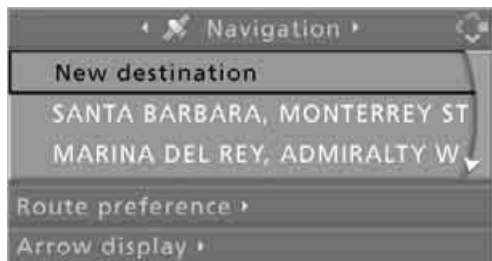 Navigation
New destination
SANTA BARBARA, MONTERREY ST
MARINA DEL REY, ADMIRALTY W
Route preference
Arrow display